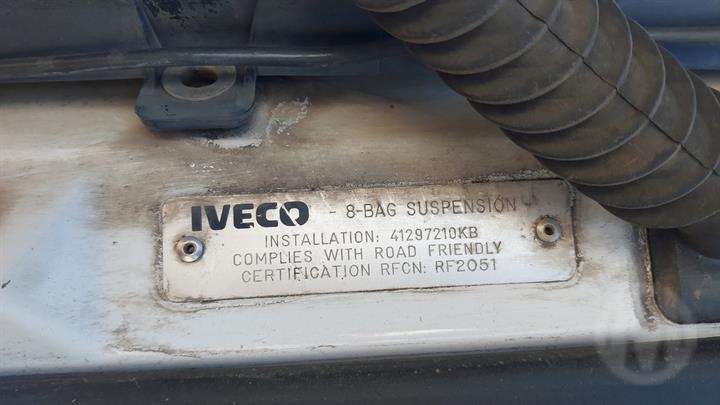 IVECO - 8-BAG SUSPENSION
INSTALLATION: 41297210KB
COMPLIES WITH ROAD FRIENDLY
CERTIFICATION RFCN: RF2051